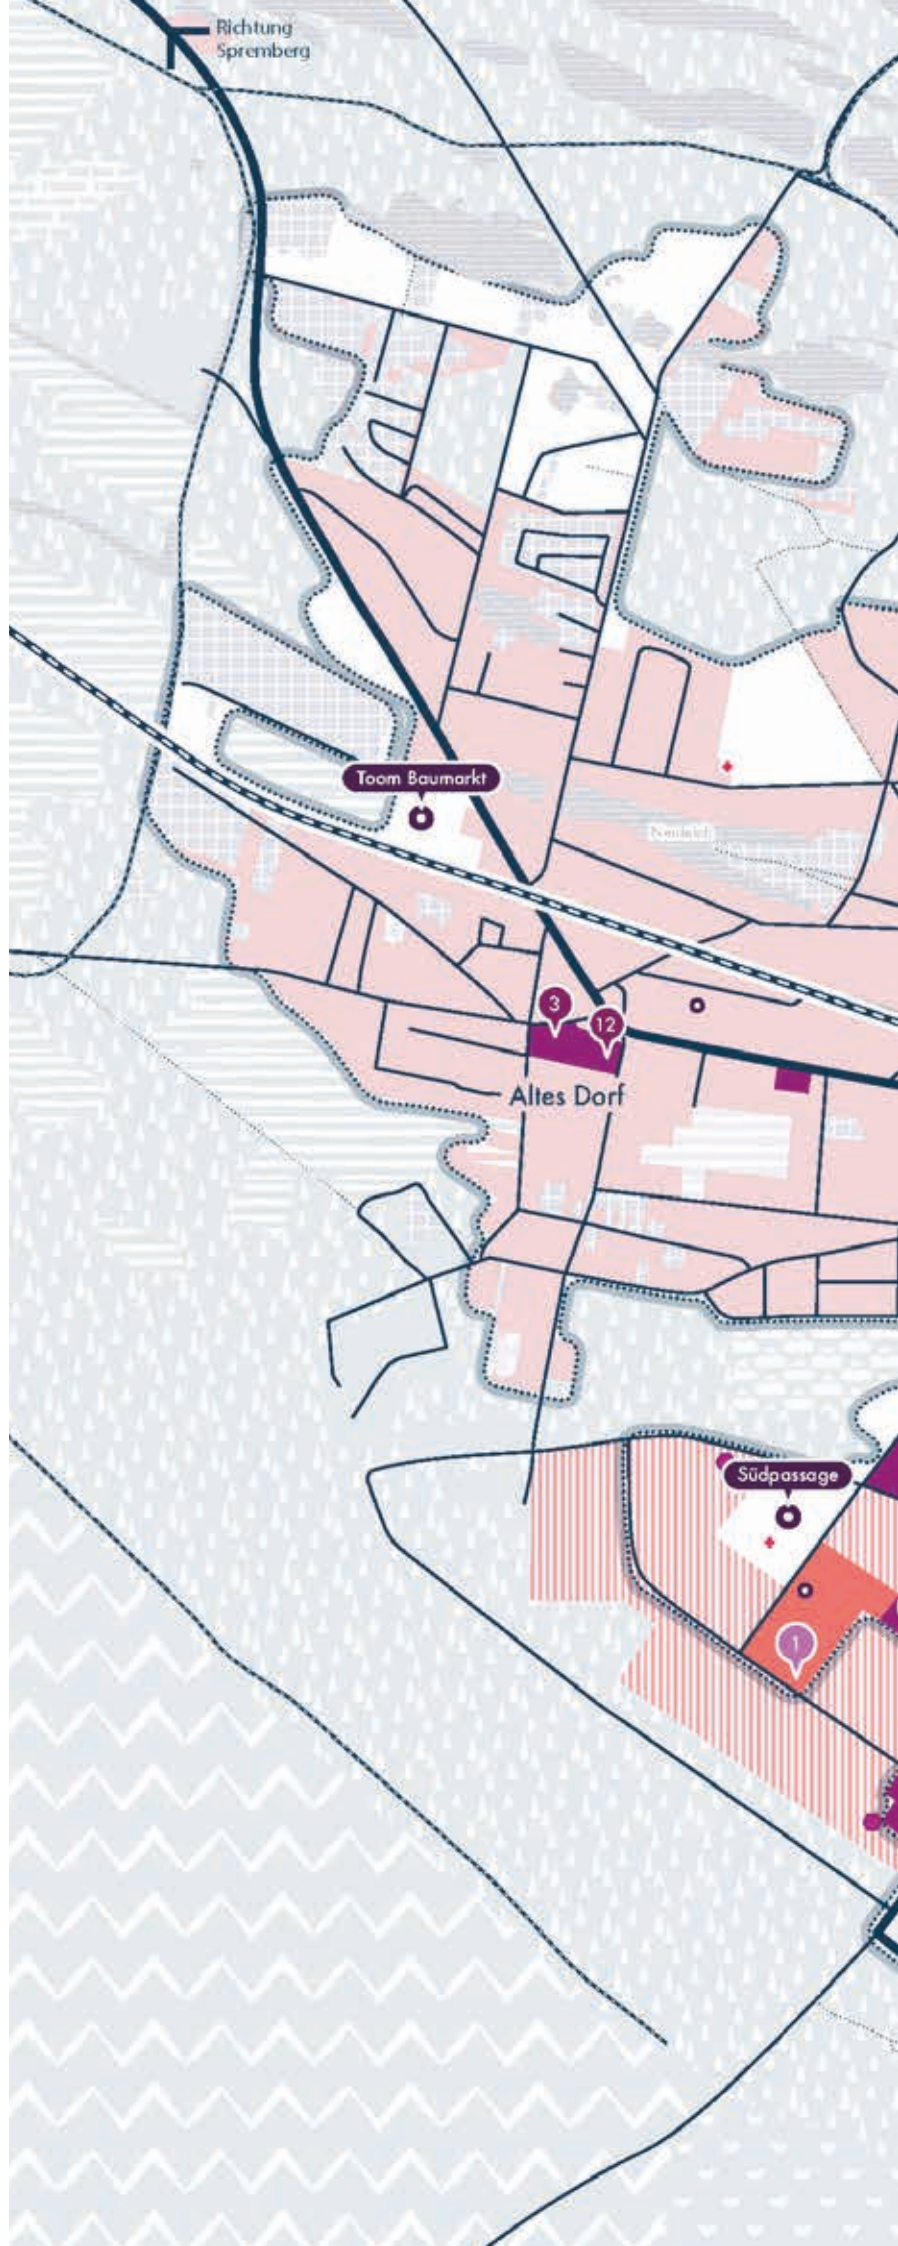 Richtung
Spremberg
Toom Baumarkt
3
12
Altes Dorf
Südpassage
1